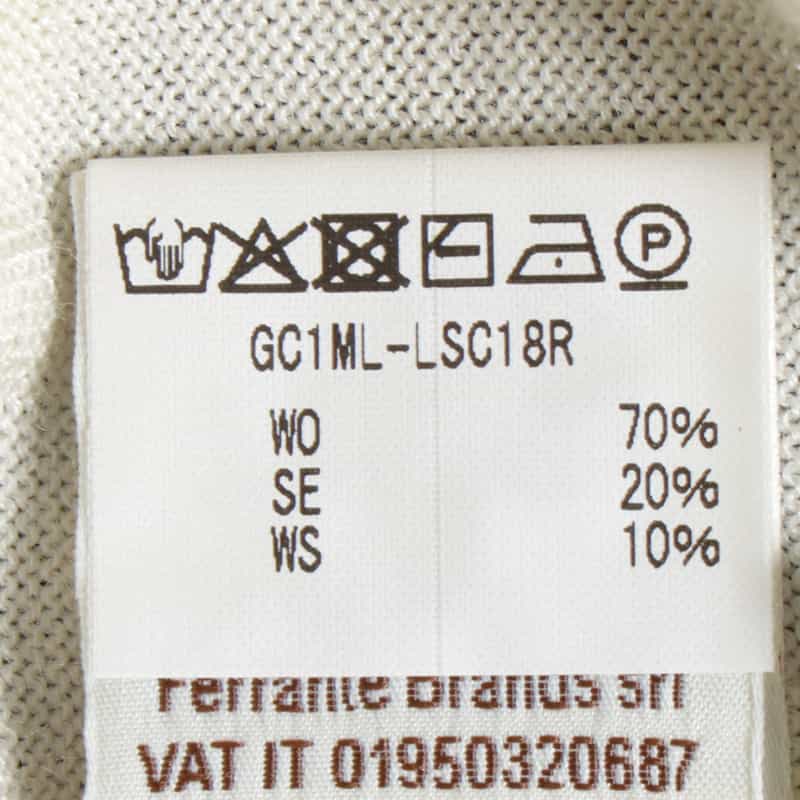 P
GC1ML-LSC18R
WO 70%
SE 20%
WS 10%
Ferrante Brands srl
VAT IT 01950320687